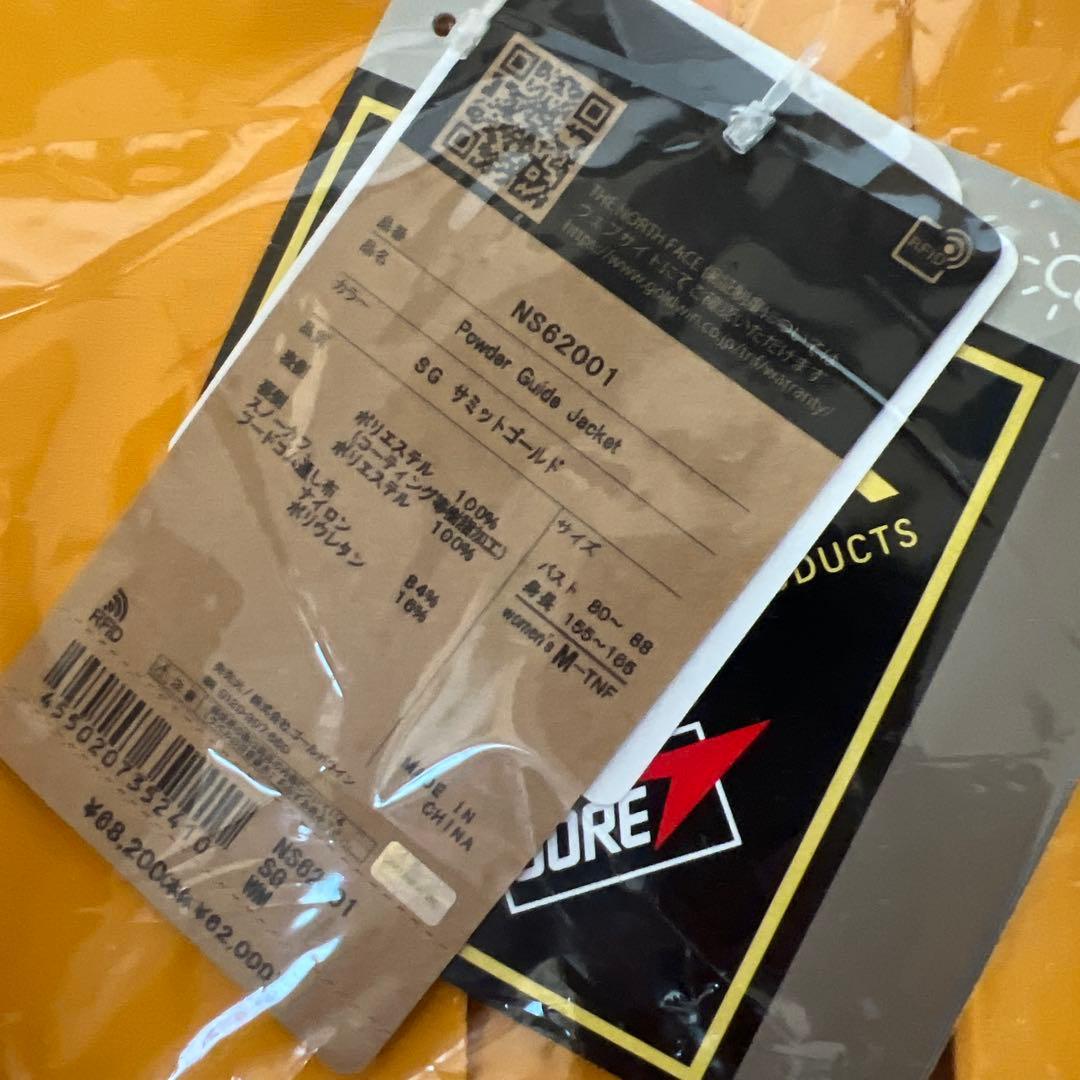 THE NORTH FACE
https://www.goldwin.co.jp/tnf/warranty/
RFID
品番
NS62001
品名
Powder Guide Jacket
カラー
SG サミットゴールド
品質
ポリエステル 100%
ポリエステル 100%
スノーカフ
フードゴム通し布
ナイロン 84%
ポリウレタン 16%
サイズ
バスト 80~ 88
身長 155~165
women's M-TNF
RFID
MADE IN
CHINA
4550207352410
NS62001
SG
WM
¥68,200
¥62,000
DUCTS
GORE